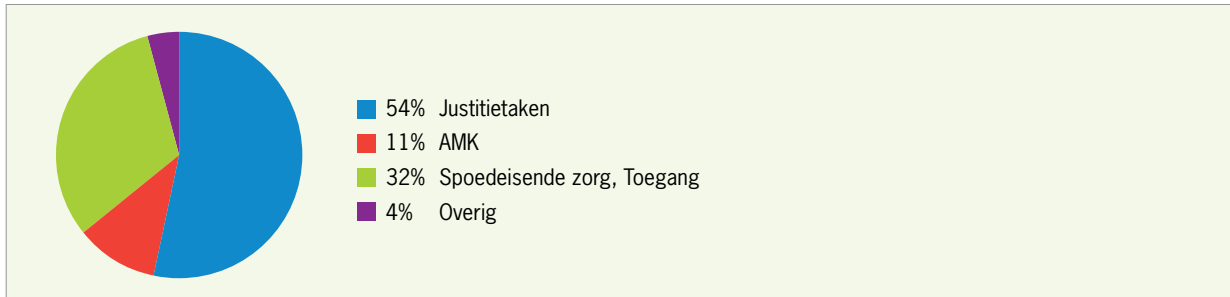 54% Justitietaken
11% AMK
32% Spoedeisende zorg, Toegang
4% Overig